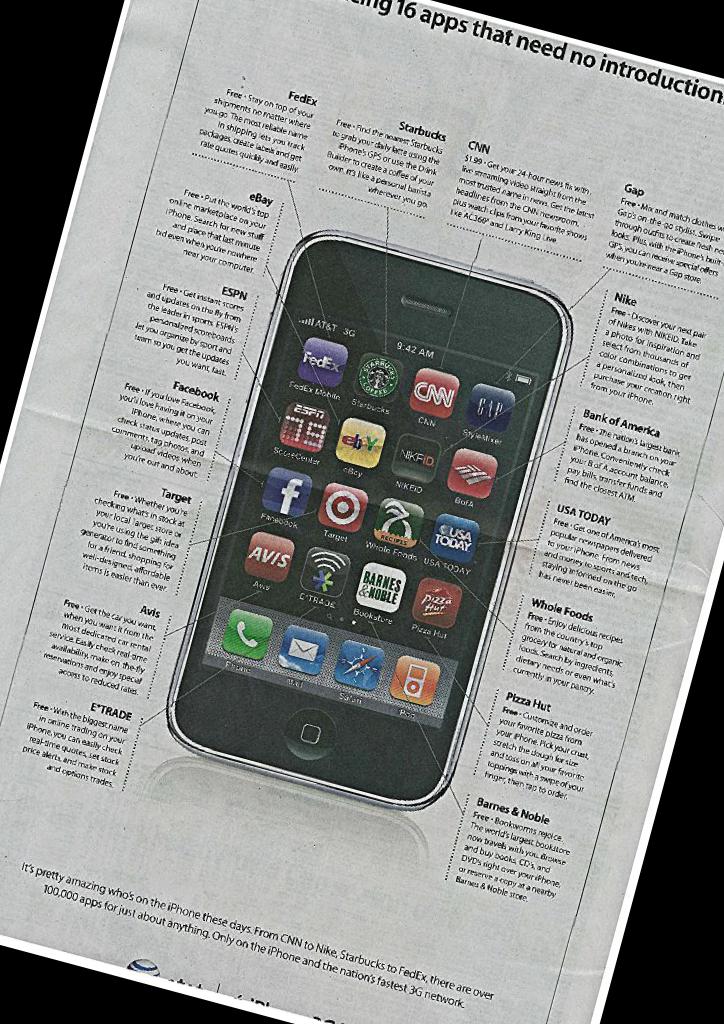 16 apps that need no introduction.
FedEx
Free • Stay on top of your
shipments no matter where
you go. The most reliable name
in shipping lets you track
packages, create labels and get
rate quotes quickly and easily.
Starbucks
Free • Find the nearest Starbucks
to grab your daily latte using the
iPhone's GPS or use the Drink
Builder to create a coffee of your
own. It's like a personal barista
wherever you go.
CNN
$1.99 • Get your 24-hour news fix with
live streaming video straight from the
most trusted name in news. Get the latest
headlines from the CNN newsroom,
plus watch clips from your favorite shows
like AC360° and Larry King Live.
Gap
Free • Mix and match clothes
Gap's on-the-go stylist. Swipe
through outfits to create fresh new
looks. Plus, with the iPhone's built-
GPS, you can receive special offers
when you're near a Gap store.
eBay
Free • Put the world's top
online marketplace on your
iPhone. Search for new stuff
and place that last minute
bid even when you're nowhere
near your computer.
ESPN
Free • Get instant scores
and updates on the fly from
the leader in sports. ESPN's
personalized scoreboards
let you organize by sport and
team so you get the updates
you want, fast.
Facebook
Free • If you love Facebook,
you'll love having it on your
iPhone, where you can
check status updates, post
comments, tag photos, and
upload videos when
you're out and about.
Target
Free • Whether you're
checking what's in stock at
your local Target store or
you're using the gift idea
generator to find something
for a friend, shopping for
well-designed, affordable
items is easier than ever.
Avis
Free • Get the car you want,
when you want it from the
most dedicated car rental
service. Easily check real-time
availability, make on-the-fly
reservations and enjoy special
access to reduced rates.
E*TRADE
Free • With the biggest name
in online trading on your
iPhone, you can easily check
real-time quotes, set stock
price alerts, and make stock
and options trades.
AT&T 3G
9:42 AM
FedEx
FedEx Mobile
STARBUCKS COFFEE
Starbucks
CNN
CNN
GAP
StyleMixer
ESPN
ScoreCenter
ebY
eBay
NIKEiD
NIKEiD
BofA
Facebook
Target
RECIPES
Whole Foods
USA TODAY
USA TODAY
AVIS
Avis
E*TRADE
BARNES & NOBLE
Bookstore
Pizza Hut
Pizza Hut
Phone
Mail
Safari
iPod
Nike
Free • Discover your next pair
of Nikes with NIKEiD. Take
a photo for inspiration and
select from thousands of
color combinations to get
a personalized look, then
purchase your creation right
from your iPhone.
Bank of America
Free • The nation's largest bank
has opened a branch on your
iPhone. Conveniently check
your B of A account balance,
pay bills, transfer funds and
find the closest ATM.
USA TODAY
Free • Get one of America's most
popular newspapers delivered
to your iPhone. From news
and money to sports and tech,
staying informed on the go
has never been easier.
Whole Foods
Free • Enjoy delicious recipes
from the country's top
grocery for natural and organic
foods. Search by ingredients,
dietary needs or even what's
currently in your pantry.
Pizza Hut
Free • Customize and order
your favorite pizza from
your iPhone. Pick your crust,
stretch the dough for size
and toss on all your favorite
toppings with a swipe of your
finger, then tap to order.
Barnes & Noble
Free • Bookworms rejoice.
The world's largest bookstore
now travels with you. Browse
and buy books, CD's, and
DVD's right over your iPhone,
or reserve a copy at a nearby
Barnes & Noble store.
It's pretty amazing who's on the iPhone these days. From CNN to Nike, Starbucks to FedEx, there are over
100,000 apps for just about anything. Only on the iPhone and the nation's fastest 3G network.